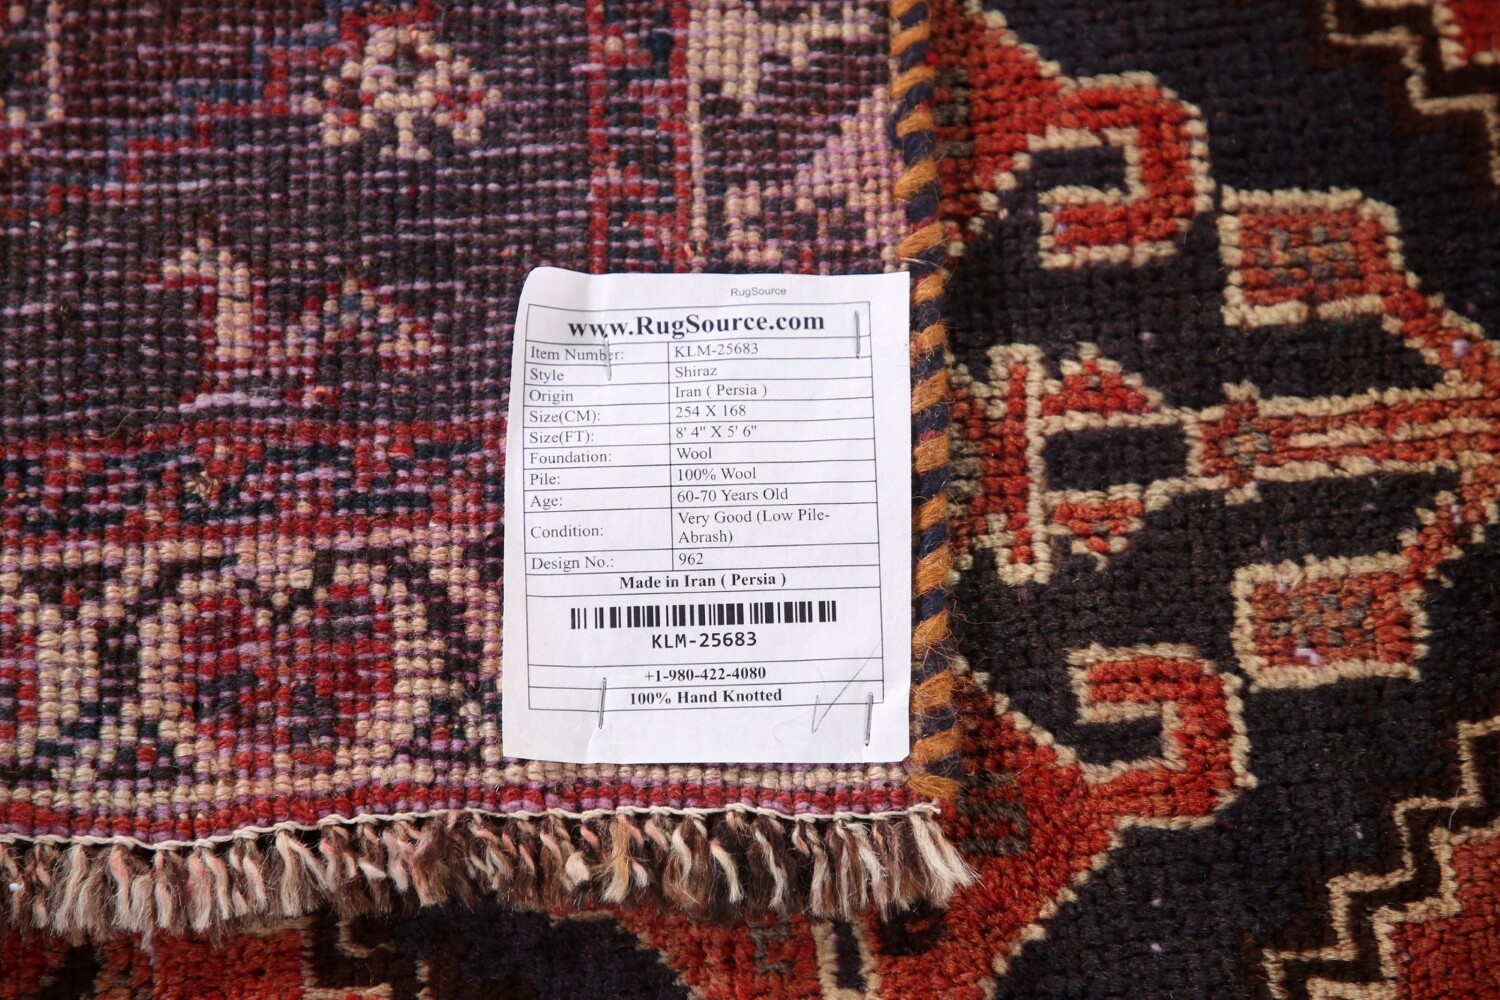 RugSource
www.RugSource.com
Item Number: KLM-25683
Style Shiraz
Origin Iran ( Persia )
Size(CM): 254 X 168
Size(FT): 8' 4" X 5' 6"
Foundation: Wool
Pile: 100% Wool
Age: 60-70 Years Old
Condition: Very Good (Low Pile-
Abrash)
Design No.: 962
Made in Iran ( Persia )
KLM-25683
+1-980-422-4080
100% Hand Knotted